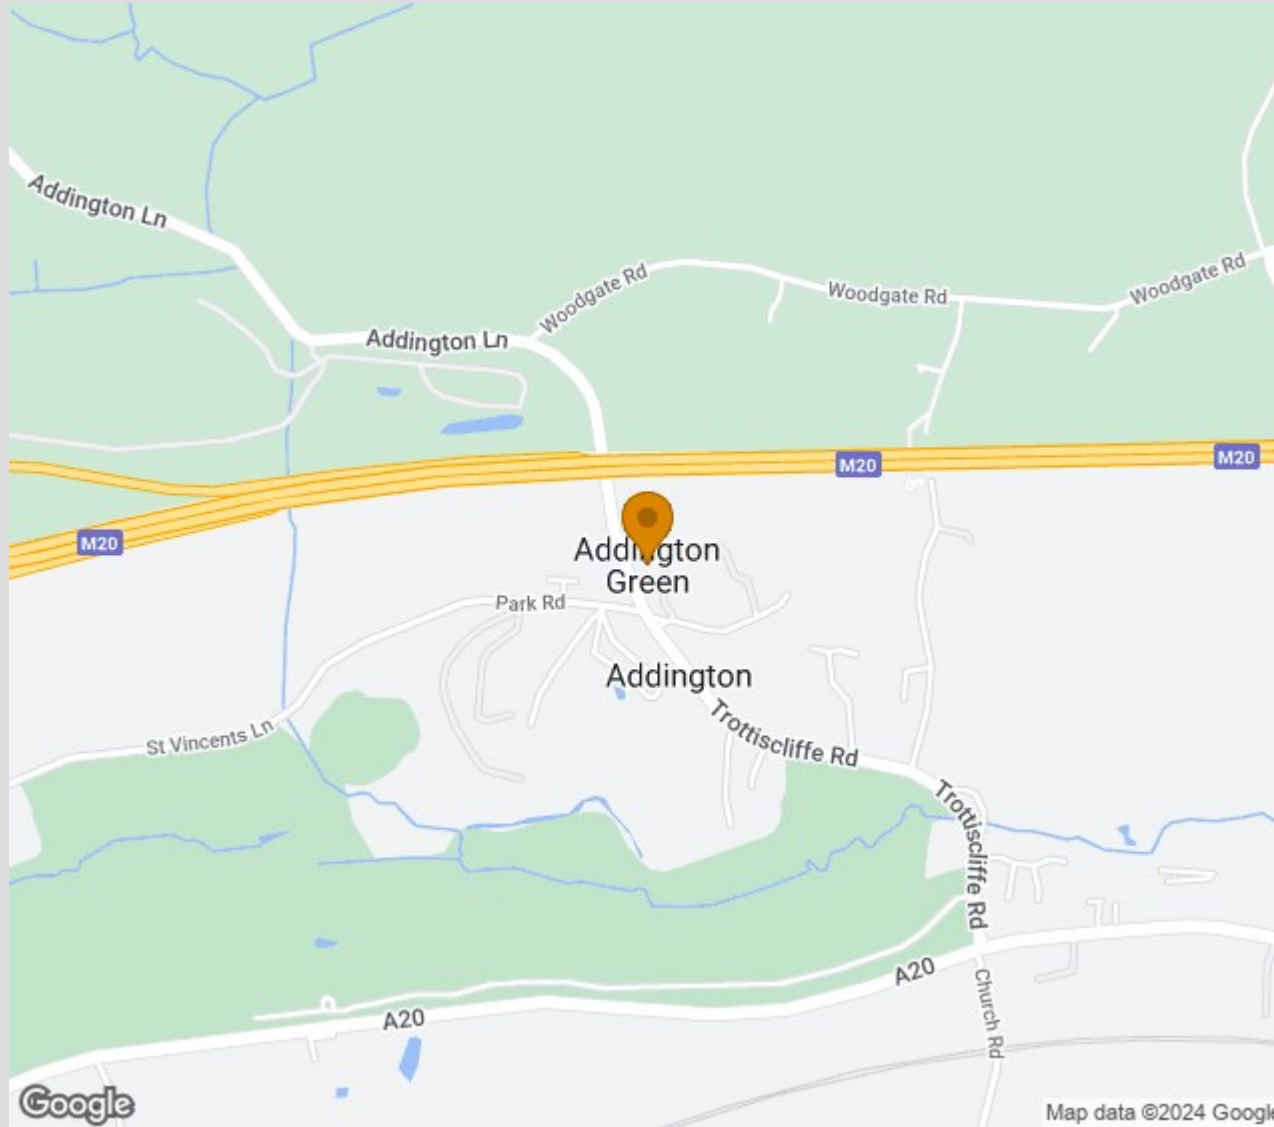 Addington Ln
Woodgate Rd
Woodgate Rd
Woodgate Rd
Addington Ln
M20
M20
M20
Addington
Green
Park Rd
Addington
St Vincents Ln
Trottiscliffe Rd
Trottiscliffe Rd
A20
A20
Church Rd
Google
Map data ©2024 Google